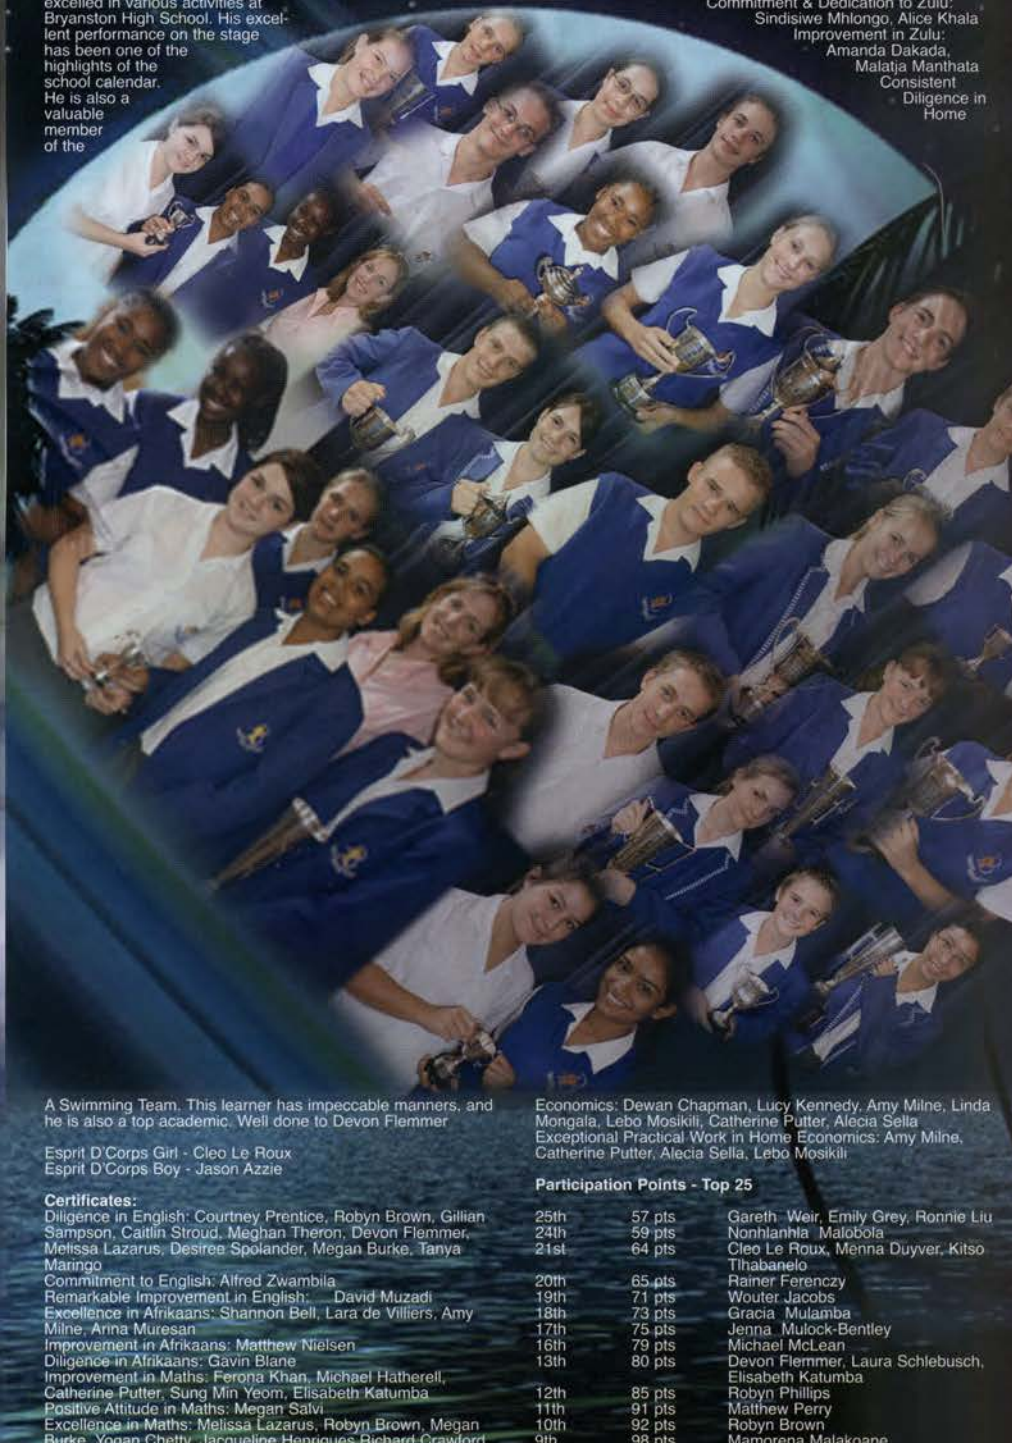 excelled in various activities at
Bryanston High School. His excel-
lent performance on the stage
has been one of the
highlights of the
school calendar.
He is also a
valuable
member
of the
Commitment & Dedication to Zulu:
Sindisiwe Mhlongo, Alice Khala
Improvement in Zulu:
Amanda Dakada,
Malatja Manthata
Consistent
Diligence in
Home
A Swimming Team. This learner has impeccable manners, and
he is also a top academic. Well done to Devon Flemmer
Esprit D'Corps Girl - Cleo Le Roux
Esprit D'Corps Boy - Jason Azzie
Certificates:
Diligence in English: Courtney Prentice, Robyn Brown, Gillian
Sampson, Caitlin Stroud, Meghan Theron, Devon Flemmer,
Melissa Lazarus, Desiree Spolander, Megan Burke, Tanya
Maringo
Commitment to English: Alfred Zwambila
Remarkable Improvement in English: David Muzadi
Excellence in Afrikaans: Shannon Bell, Lara de Villiers, Amy
Milne, Anna Muresan
Improvement in Afrikaans: Matthew Nielsen
Diligence in Afrikaans: Gavin Blane
Improvement in Maths: Ferona Khan, Michael Hatherell,
Catherine Putter, Sung Min Yeom, Elisabeth Katumba
Positive Attitude in Maths: Megan Salvi
Excellence in Maths: Melissa Lazarus, Robyn Brown, Megan
Burke, Yogan Chetty, Jacqueline Henriques Richard Crawford
Economics: Dewan Chapman, Lucy Kennedy, Amy Milne, Linda
Mongala, Lebo Mosikili, Catherine Putter, Alecia Sella
Exceptional Practical Work in Home Economics: Amy Milne,
Catherine Putter, Alecia Sella, Lebo Mosikili
Participation Points - Top 25
25th 57 pts Gareth Weir, Emily Grey, Ronnie Liu
24th 59 pts Nonhlanhla Malobola
21st 64 pts Cleo Le Roux, Menna Duyver, Kitso
Tlhabanelo
20th 65 pts Rainer Ferenczy
19th 71 pts Wouter Jacobs
18th 73 pts Gracia Mulamba
17th 75 pts Jenna Mulock-Bentley
16th 79 pts Michael McLean
13th 80 pts Devon Flemmer, Laura Schlebusch,
Elisabeth Katumba
12th 85 pts Robyn Phillips
11th 91 pts Matthew Perry
10th 92 pts Robyn Brown
9th 98 pts Mamorena Malakoane